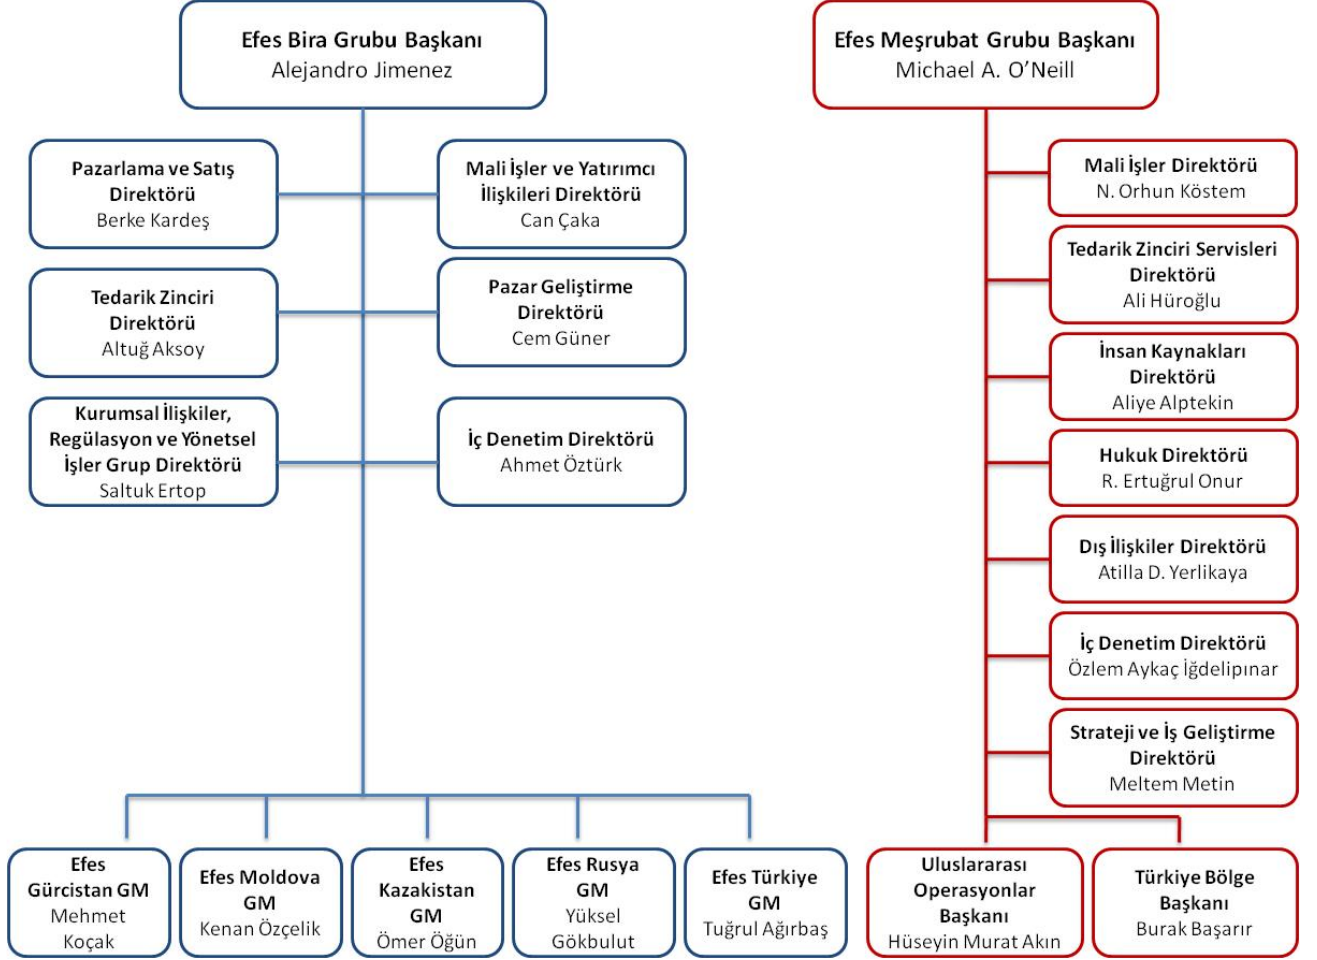 Efes Bira Grubu Başkanı
Alejandro Jimenez
Efes Meşrubat Grubu Başkanı
Michael A. O’Neill
Pazarlama ve Satış
Direktörü
Berke Kardeş
Mali İşler ve Yatırımcı
İlişkileri Direktörü
Can Çaka
Tedarik Zinciri
Direktörü
Altuğ Aksoy
Pazar Geliştirme
Direktörü
Cem Güner
Kurumsal İlişkiler,
Regülasyon ve Yönetsel
İşler Grup Direktörü
Saltuk Ertop
İç Denetim Direktörü
Ahmet Öztürk
Mali İşler Direktörü
N. Orhun Köstem
Tedarik Zinciri Servisleri
Direktörü
Ali Hüroğlu
İnsan Kaynakları
Direktörü
Aliye Alptekin
Hukuk Direktörü
R. Ertuğrul Onur
Dış İlişkiler Direktörü
Atilla D. Yerlikaya
İç Denetim Direktörü
Özlem Aykaç İğdelipınar
Strateji ve İş Geliştirme
Direktörü
Meltem Metin
Efes
Gürcistan GM
Mehmet
Koçak
Efes Moldova
GM
Kenan Özçelik
Efes
Kazakistan
GM
Ömer Öğün
Efes Rusya
GM
Yüksel
Gökbulut
Efes Türkiye
GM
Tuğrul Ağırbaş
Uluslararası
Operasyonlar
Başkanı
Hüseyin Murat Akın
Türkiye Bölge
Başkanı
Burak Başarır